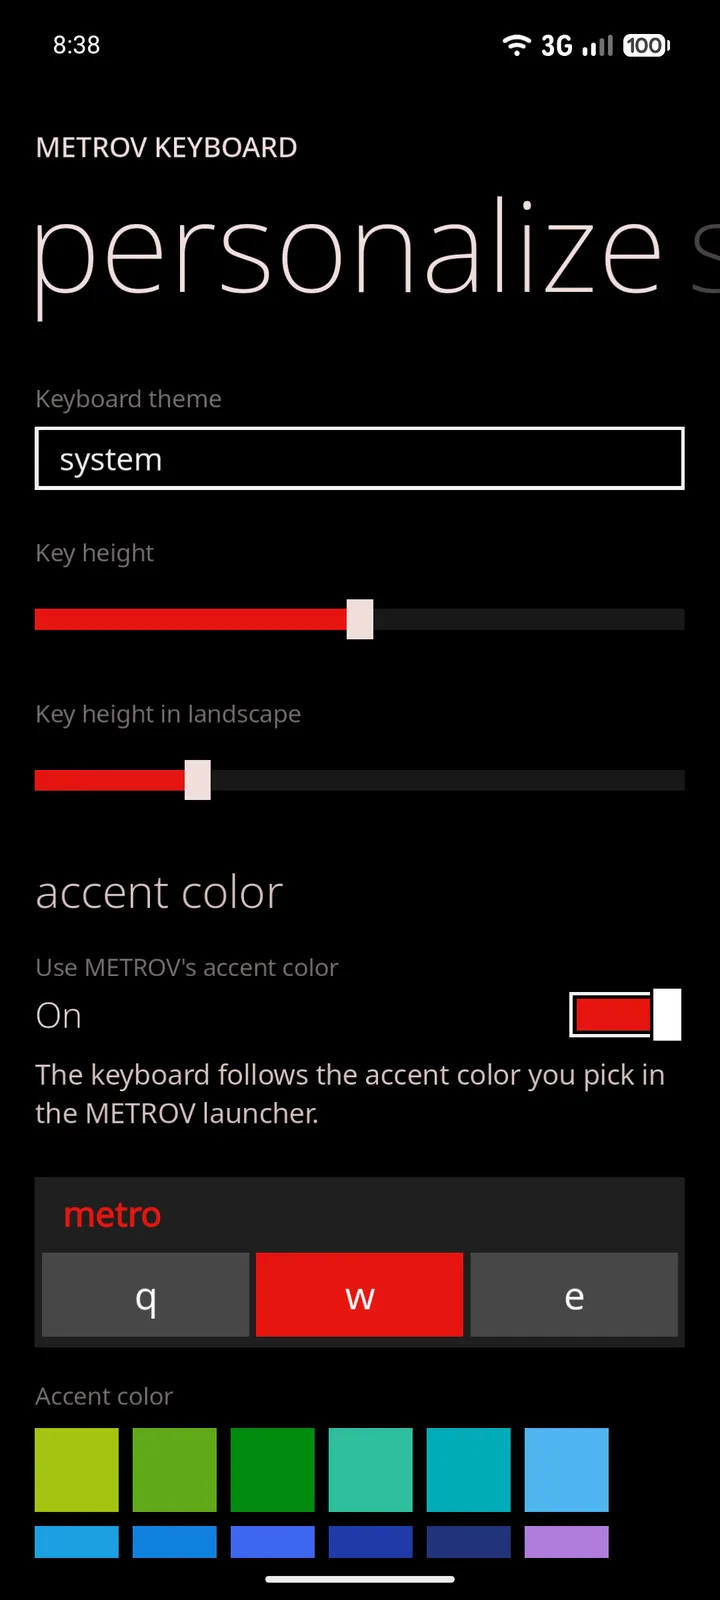 8:38
3G
100
METROV KEYBOARD
personalize s
Keyboard theme
system
Key height
Key height in landscape
accent color
Use METROV's accent color
On
The keyboard follows the accent color you pick in
the METROV launcher.
metro
q
w
e
Accent color